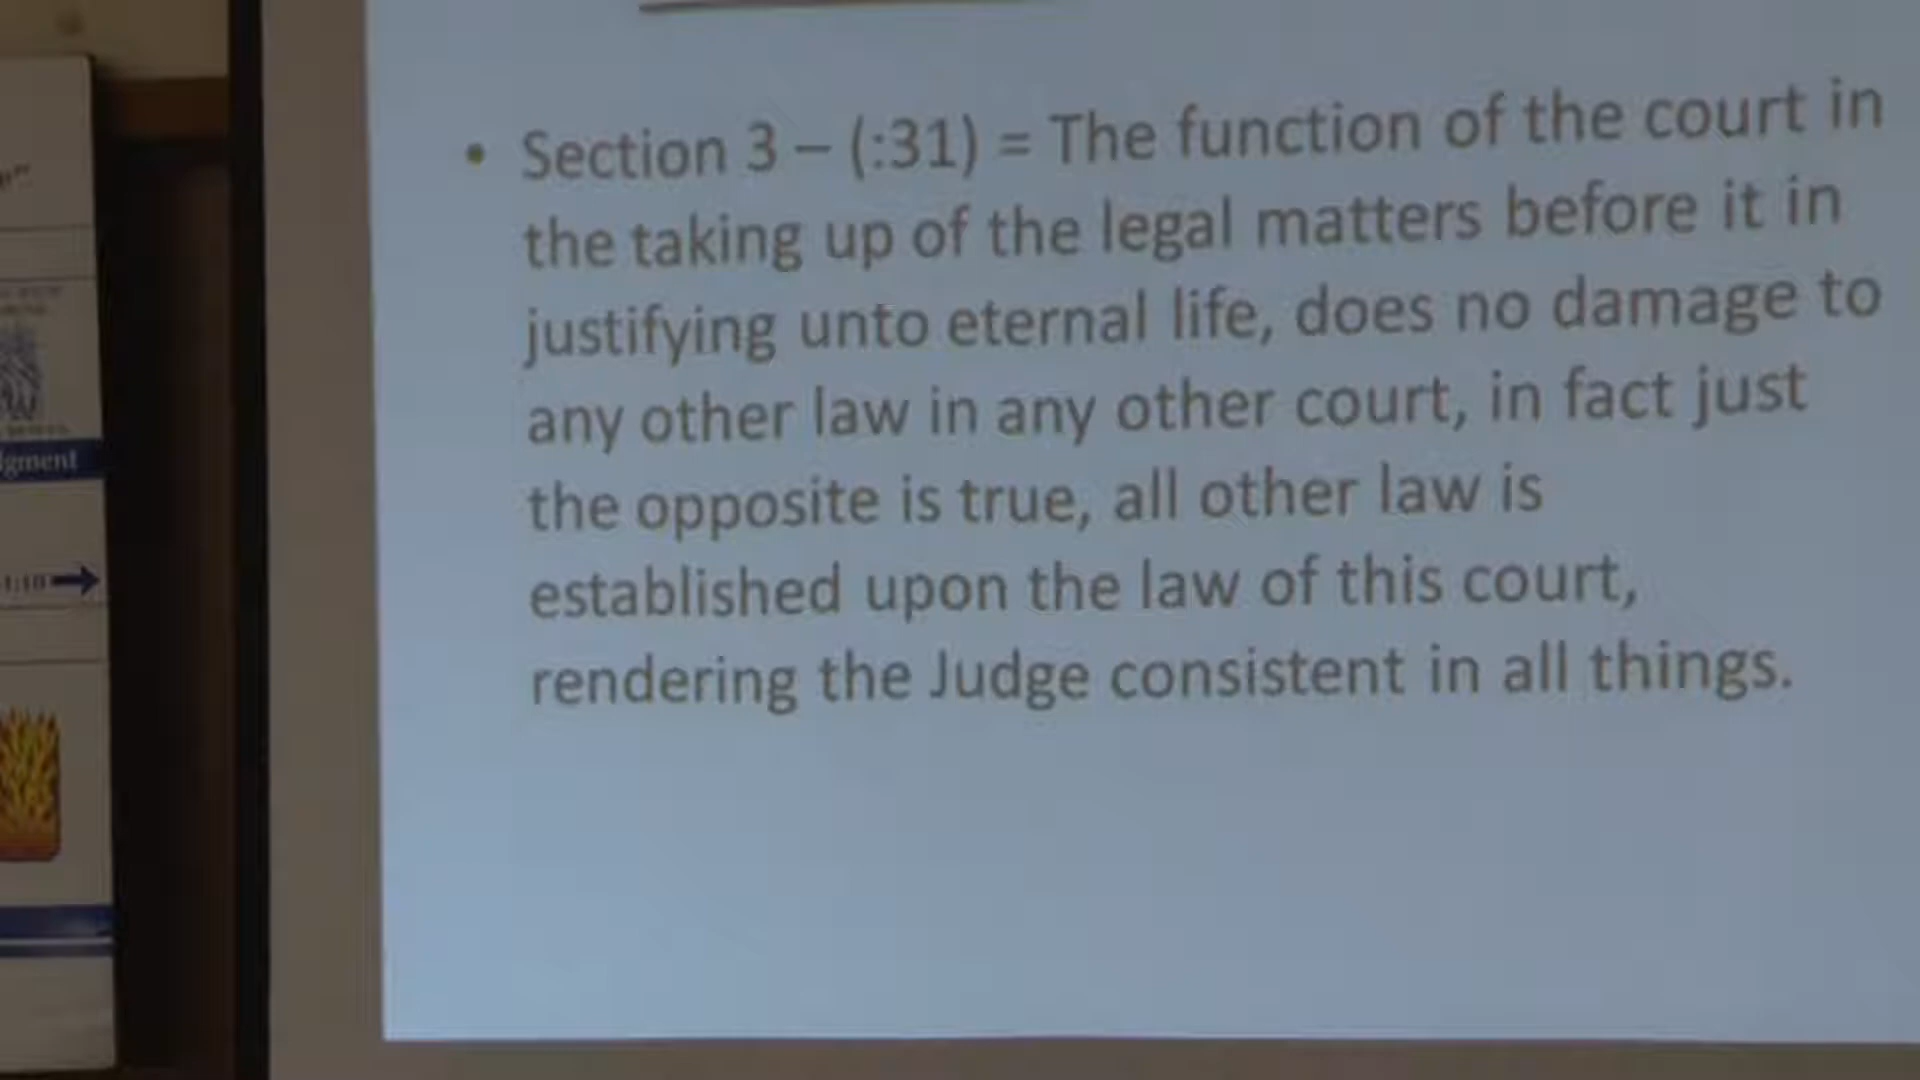 • Section 3 – (:31) = The function of the court in
the taking up of the legal matters before it in
justifying unto eternal life, does no damage to
any other law in any other court, in fact just
the opposite is true, all other law is
established upon the law of this court,
rendering the Judge consistent in all things.
dgment
1:10